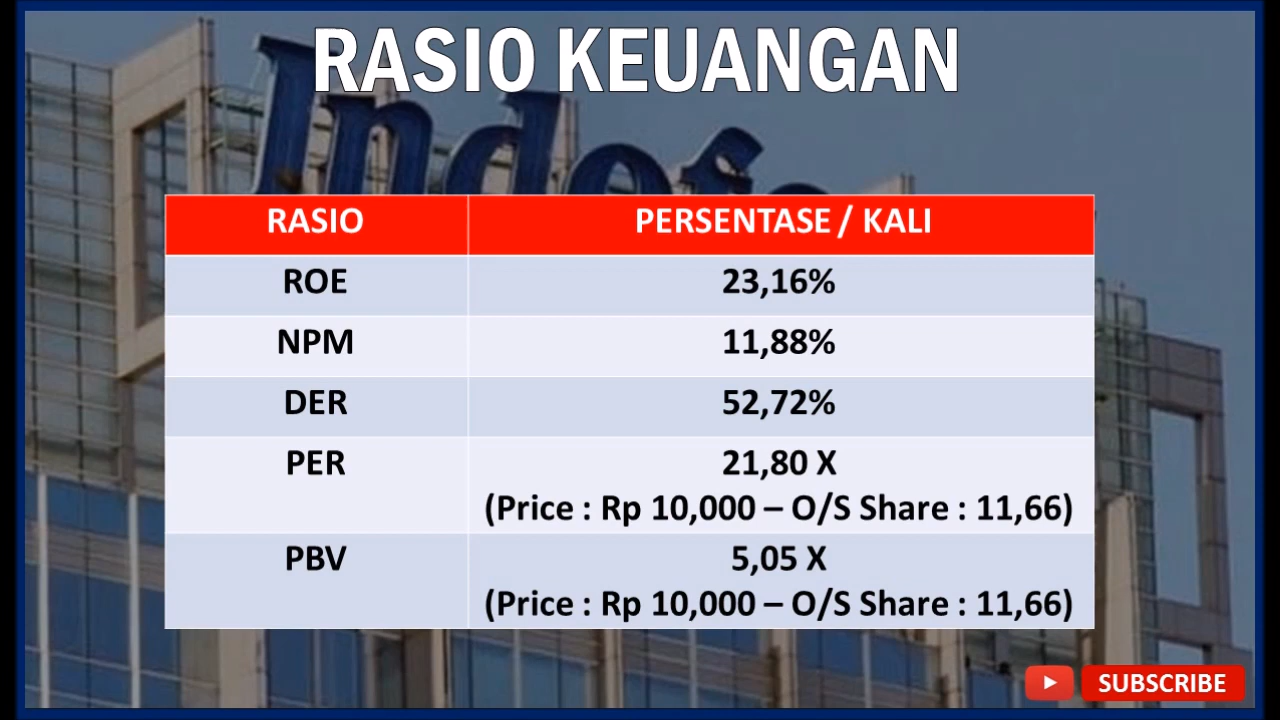 RASIO KEUANGAN
RASIO PERSENTASE / KALI
ROE 23,16%
NPM 11,88%
DER 52,72%
PER 21,80 X
(Price : Rp 10,000 – O/S Share : 11,66)
PBV 5,05 X
(Price : Rp 10,000 – O/S Share : 11,66)
SUBSCRIBE